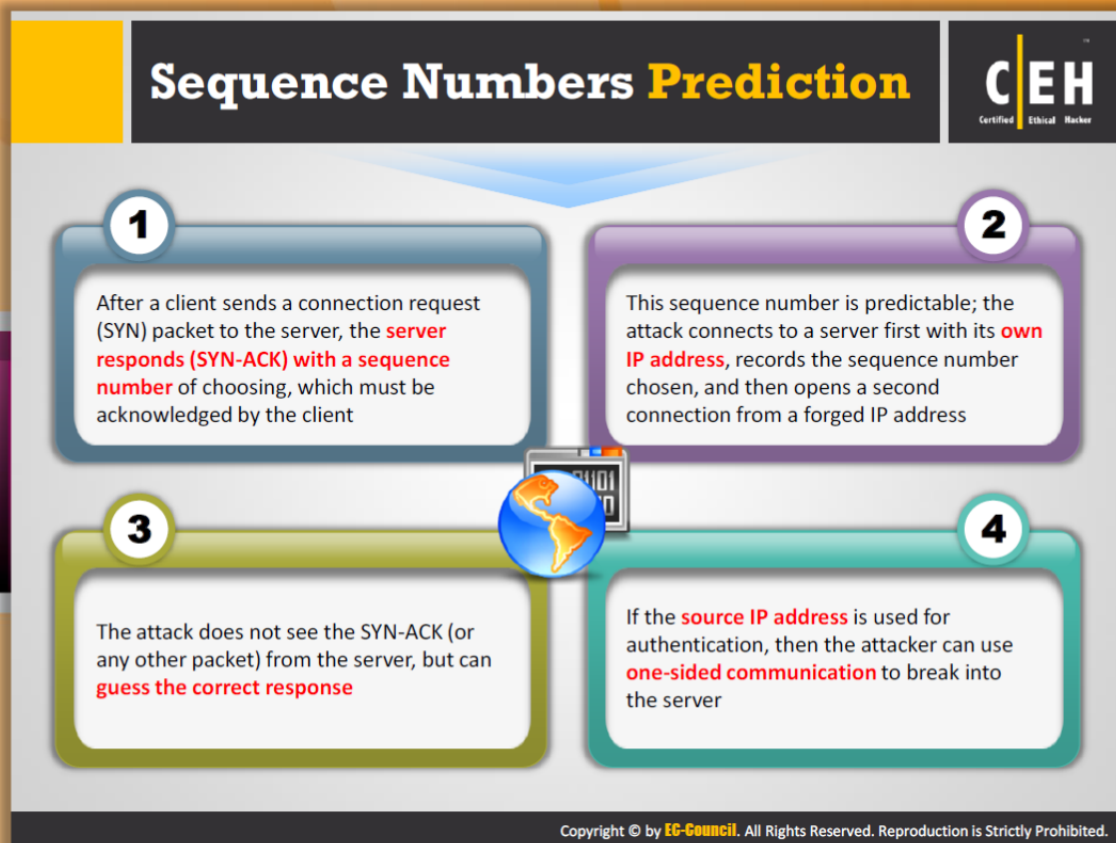 Sequence Numbers Prediction
C|EH
™
Certified Ethical Hacker
1
After a client sends a connection request
(SYN) packet to the server, the server
responds (SYN-ACK) with a sequence
number of choosing, which must be
acknowledged by the client
2
This sequence number is predictable; the
attack connects to a server first with its own
IP address, records the sequence number
chosen, and then opens a second
connection from a forged IP address
3
The attack does not see the SYN-ACK (or
any other packet) from the server, but can
guess the correct response
4
If the source IP address is used for
authentication, then the attacker can use
one-sided communication to break into
the server
Copyright © by EC-Council. All Rights Reserved. Reproduction is Strictly Prohibited.